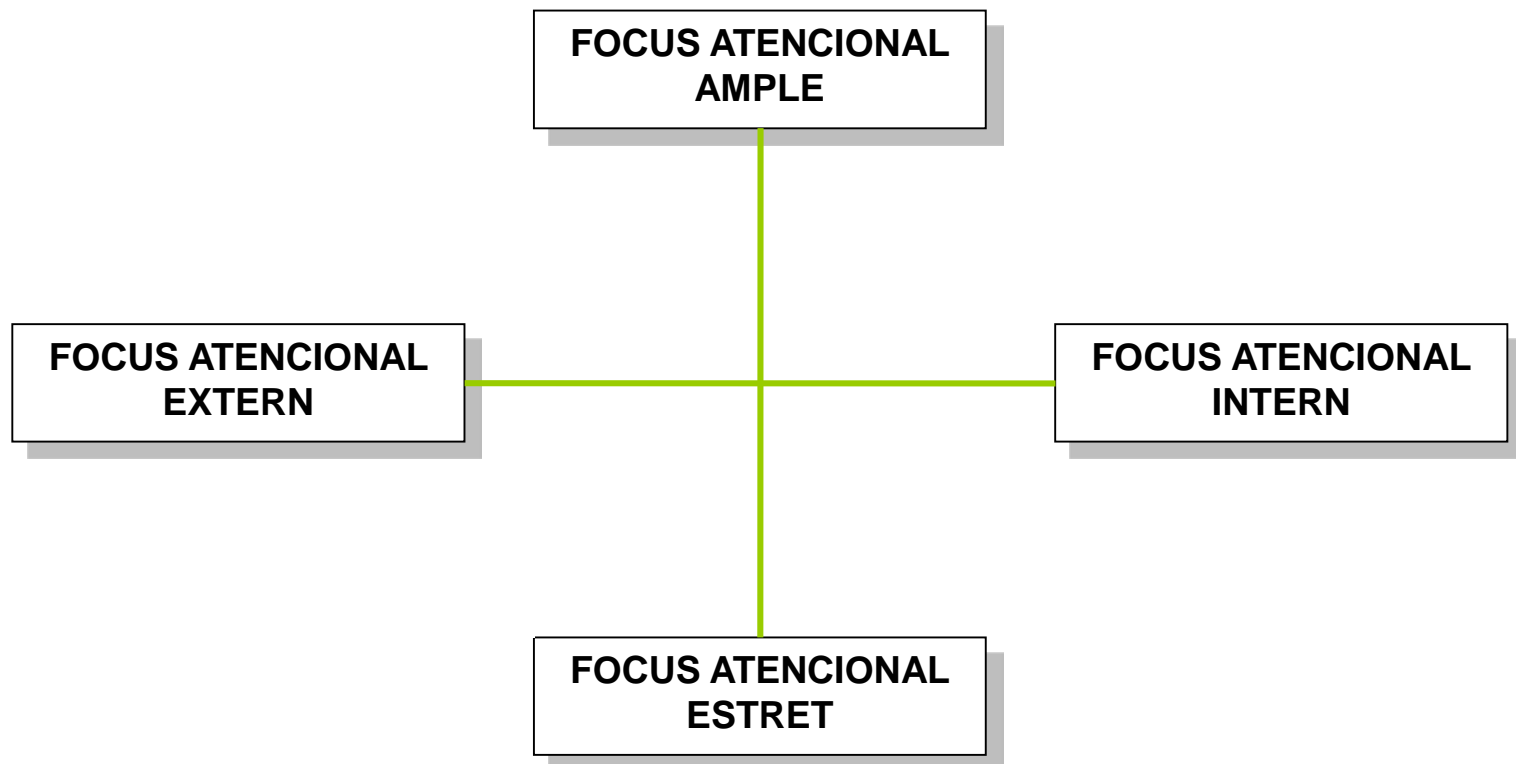 FOCUS ATENCIONAL
AMPLE
FOCUS ATENCIONAL
EXTERN
FOCUS ATENCIONAL
INTERN
FOCUS ATENCIONAL
ESTRET